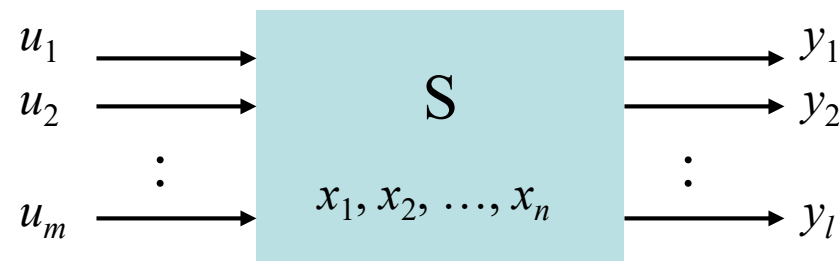 u₁ y₁
S
u₂ y₂
⋮ ⋮
x₁, x₂, …, xₙ
uₘ yₗ